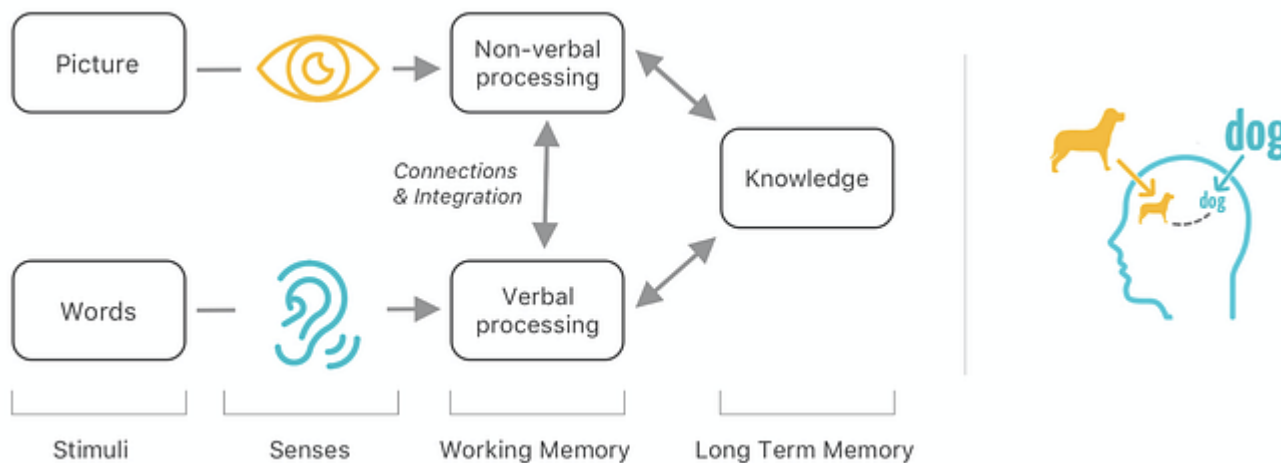 Picture
Non-verbal
processing
Connections
& Integration
Knowledge
Words
Verbal
processing
Stimuli
Senses
Working Memory
Long Term Memory
dog
dog